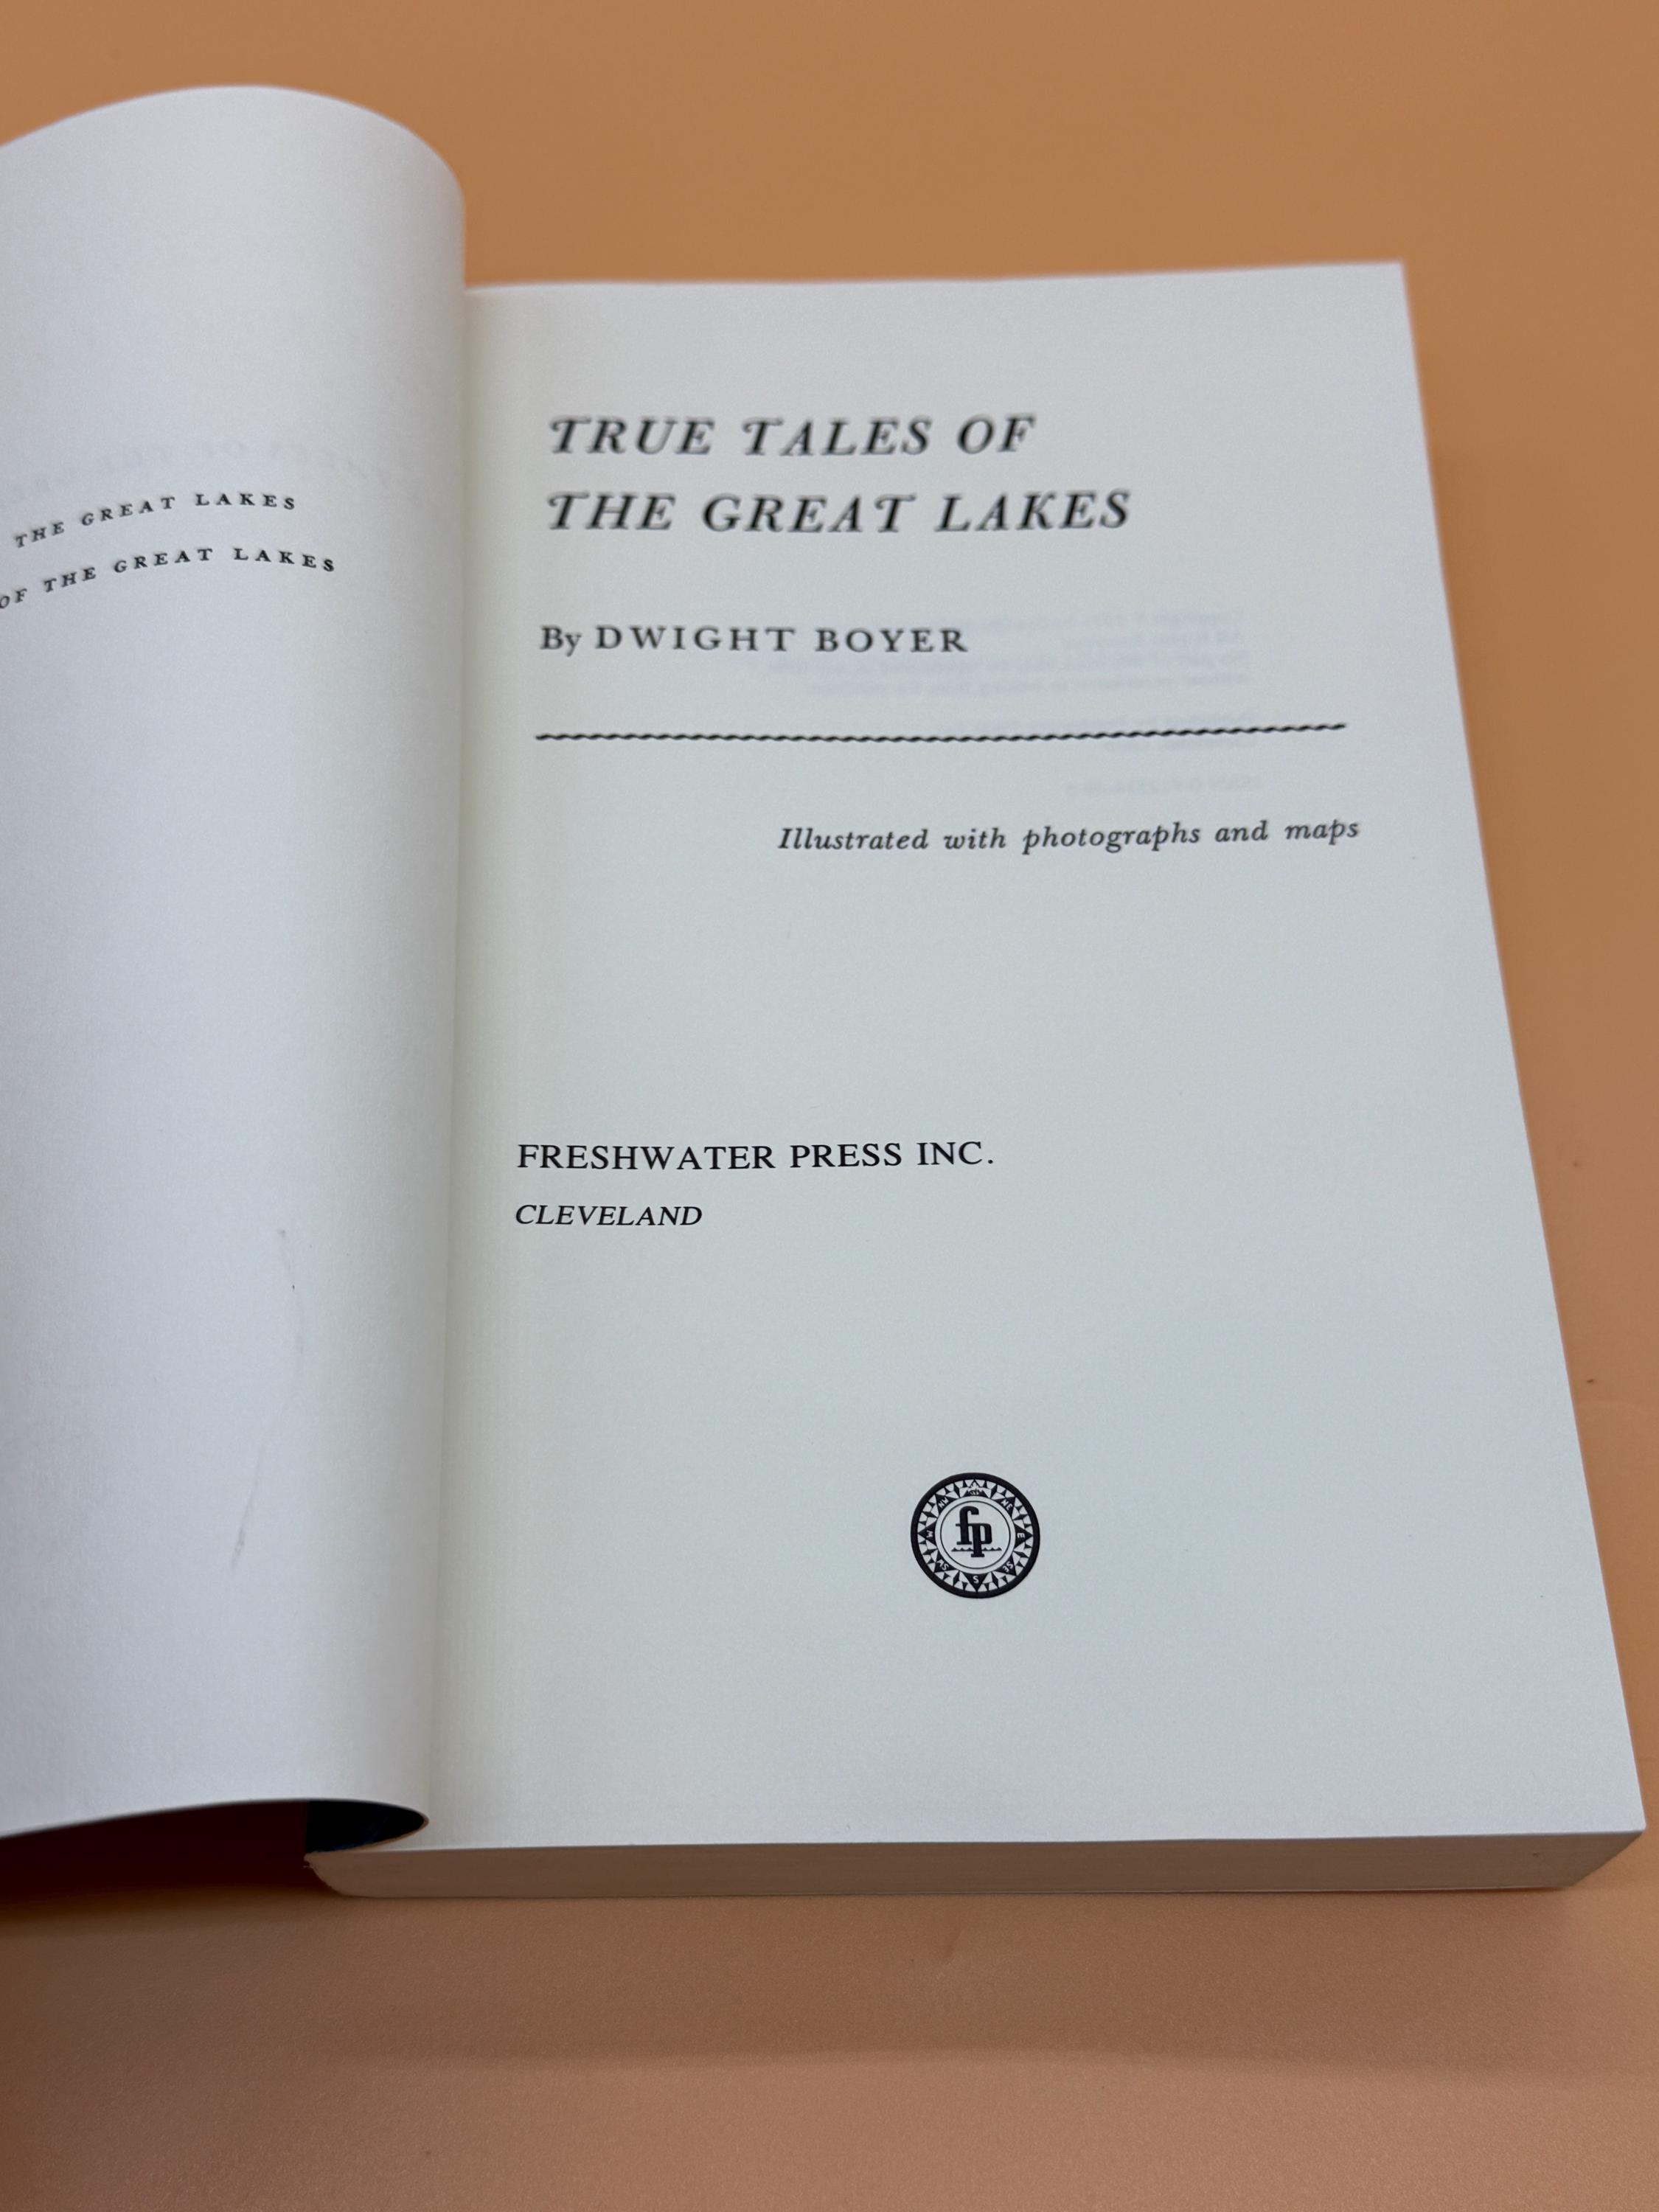 THE GREAT LAKES
OF THE GREAT LAKES
TRUE TALES OF
THE GREAT LAKES
By DWIGHT BOYER
Illustrated with photographs and maps
FRESHWATER PRESS INC.
CLEVELAND
fp